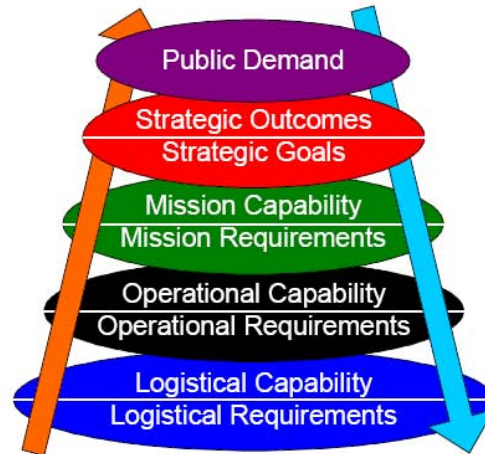 Public Demand
Strategic Outcomes
Strategic Goals
Mission Capability
Mission Requirements
Operational Capability
Operational Requirements
Logistical Capability
Logistical Requirements